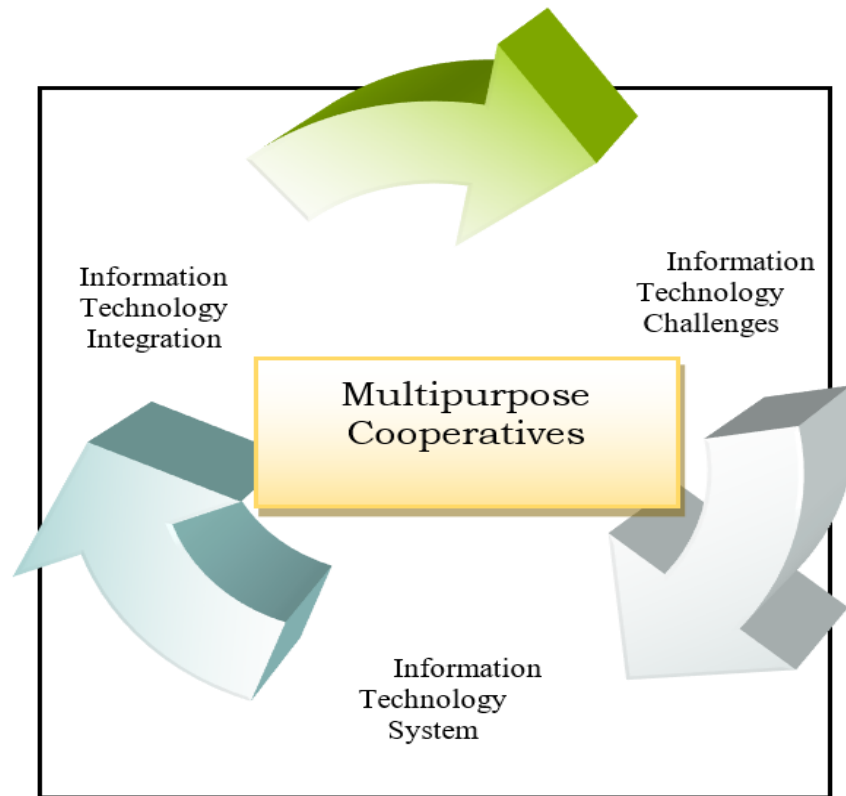 Information
Technology
Integration
Information
Technology
Challenges
Multipurpose
Cooperatives
Information
Technology
System